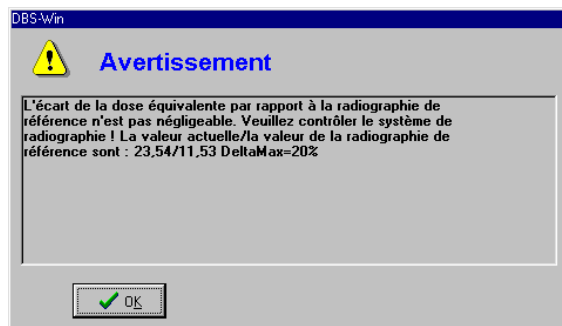 DBS-Win
Avertissement
L'écart de la dose équivalente par rapport à la radiographie de
référence n'est pas négligeable. Veuillez contrôler le système de
radiographie ! La valeur actuelle/la valeur de la radiographie de
référence sont : 23,54/11,53 DeltaMax=20%
OK